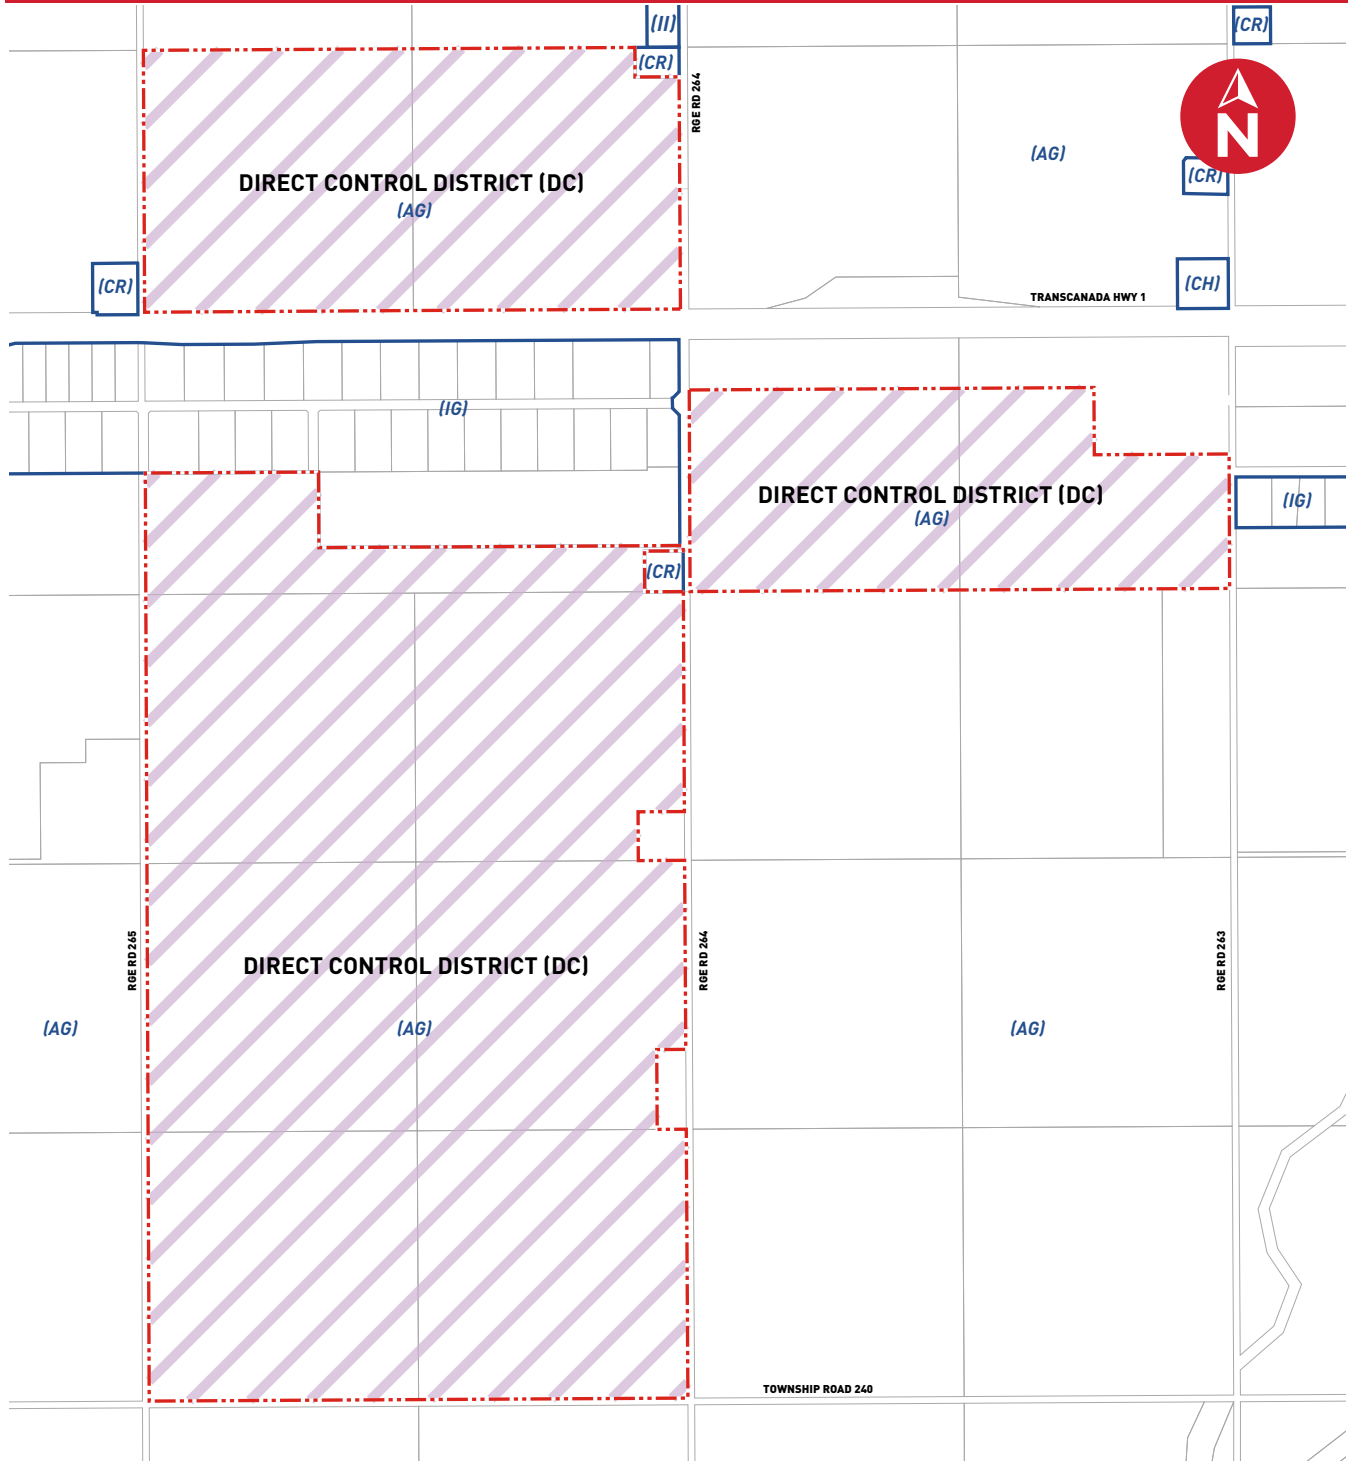 (II)
(CR)
(CR)
RGE RD 264
N
(AG)
(CR)
DIRECT CONTROL DISTRICT (DC)
(AG)
(CR)
(CH)
TRANSCANADA HWY 1
(IG)
DIRECT CONTROL DISTRICT (DC)
(AG)
(IG)
(CR)
RGE RD 265
RGE RD 264
RGE RD 263
DIRECT CONTROL DISTRICT (DC)
(AG)
(AG)
(AG)
TOWNSHIP ROAD 240